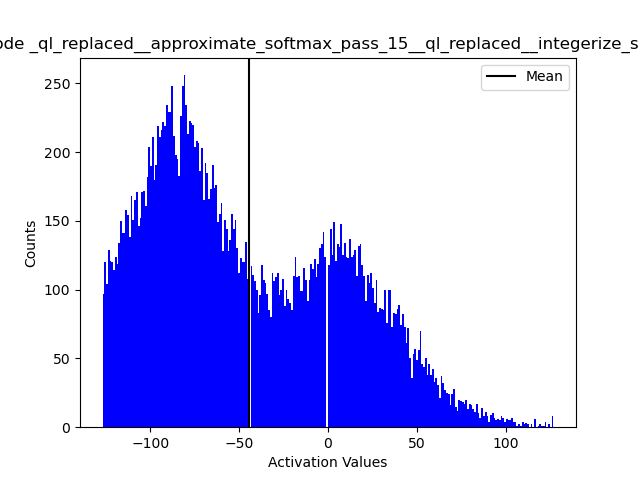 ode _ql_replaced__approximate_softmax_pass_15__ql_replaced__integerize_s
Mean
250
200
150
100
50
0
Counts
−100 −50 0 50 100
Activation Values